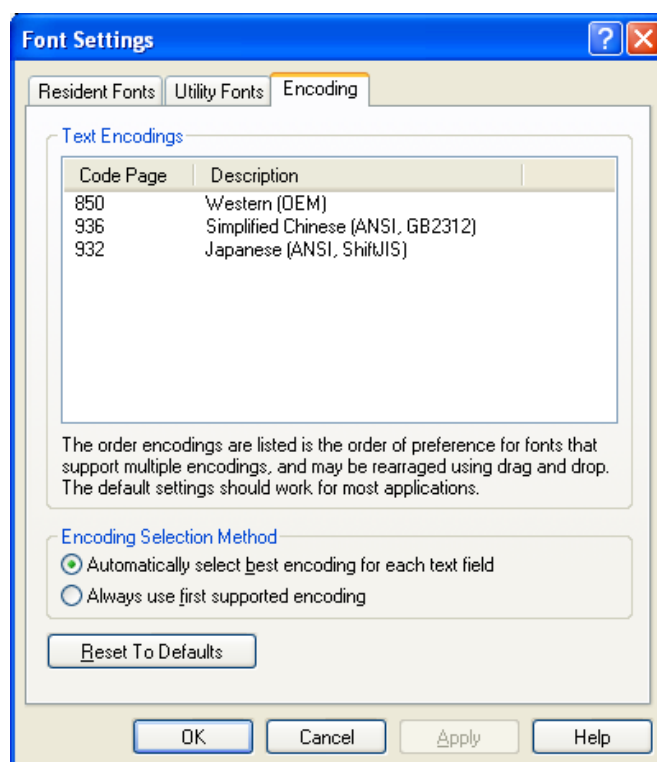 Font Settings
Resident Fonts Utility Fonts Encoding
Text Encodings
Code Page Description
850 Western (OEM)
936 Simplified Chinese (ANSI, GB2312)
932 Japanese (ANSI, ShiftJIS)
The order encodings are listed is the order of preference for fonts that
support multiple encodings, and may be rearraged using drag and drop.
The default settings should work for most applications.
Encoding Selection Method
Automatically select best encoding for each text field
Always use first supported encoding
Reset To Defaults
OK Cancel Apply Help